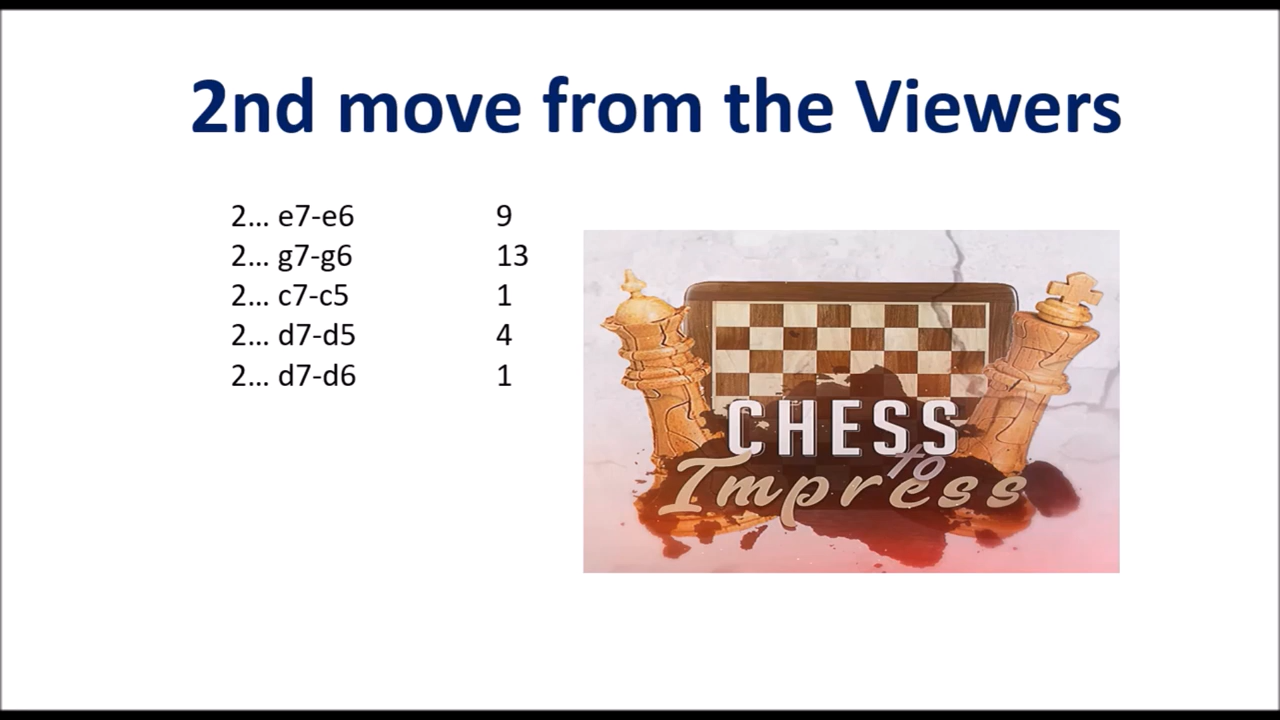 2nd move from the Viewers
2... e7-e6 9
2... g7-g6 13
2... c7-c5 1
2... d7-d5 4
2... d7-d6 1
CHESS
to
Impress